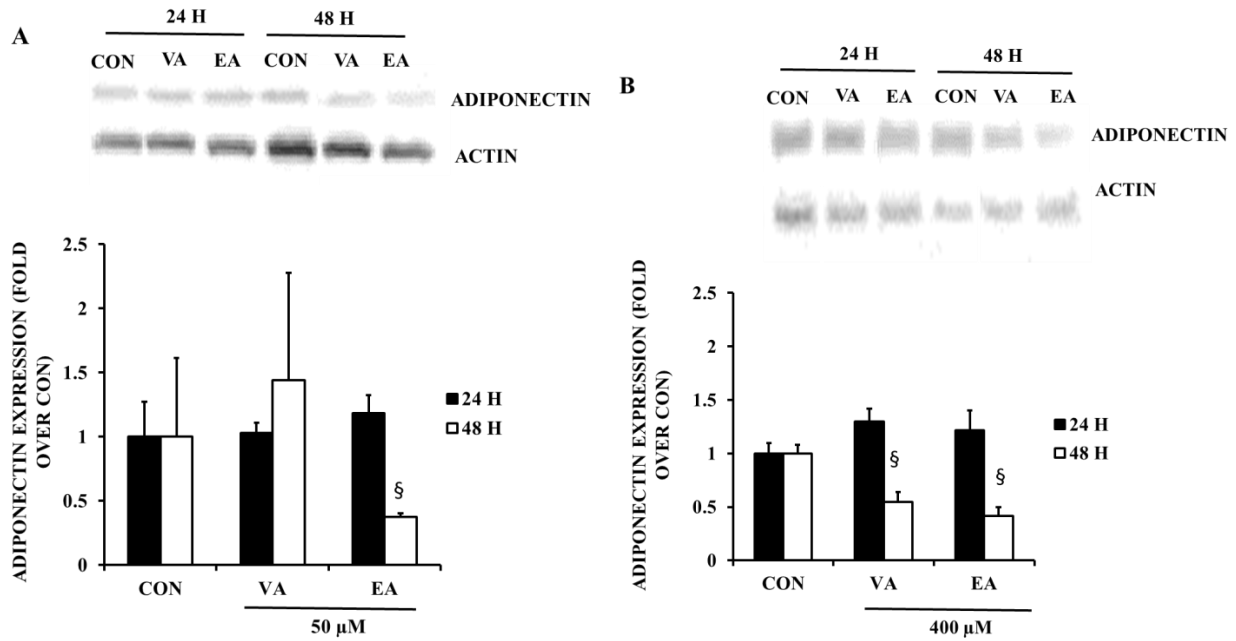 A
24 H 48 H
CON VA EA CON VA EA
ADIPONECTIN
ACTIN
ADIPONECTIN EXPRESSION (FOLD
OVER CON)
2.5
2
1.5
1
0.5
0
§
24 H
48 H
CON VA EA
50 µM
B
24 H 48 H
CON VA EA CON VA EA
ADIPONECTIN
ACTIN
ADIPONECTIN EXPRESSION (FOLD
OVER CON)
2.5
2
1.5
1
0.5
0
§ §
24 H
48 H
CON VA EA
400 µM